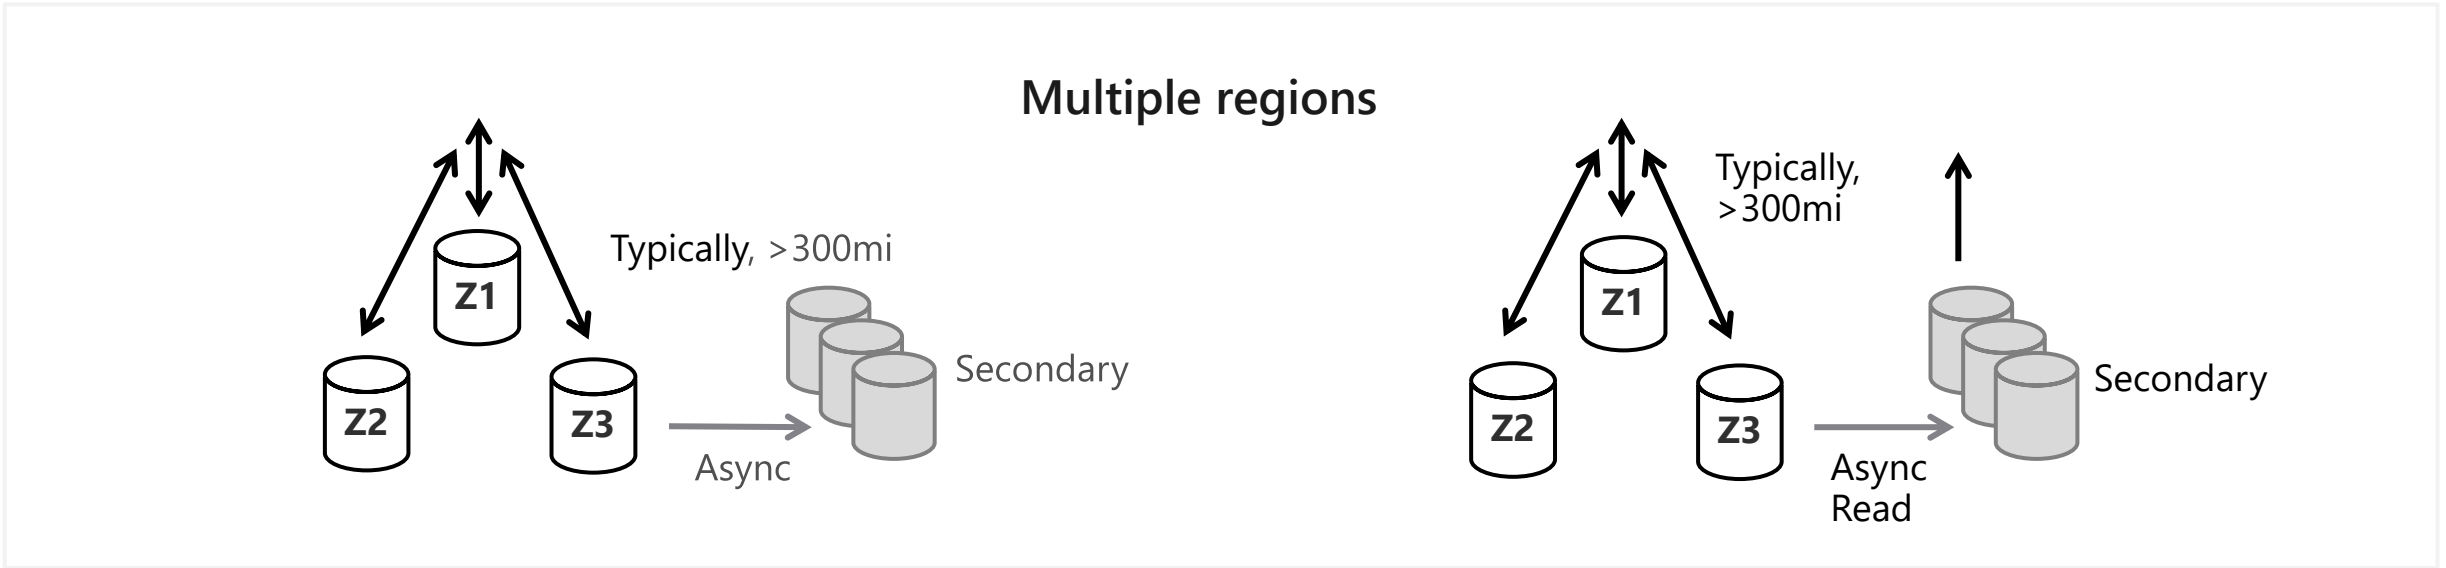 Multiple regions
Z1
Typically, >300mi
Z2
Z3
Secondary
Async
Typically,
>300mi
Z1
Z2
Z3
Secondary
Async
Read